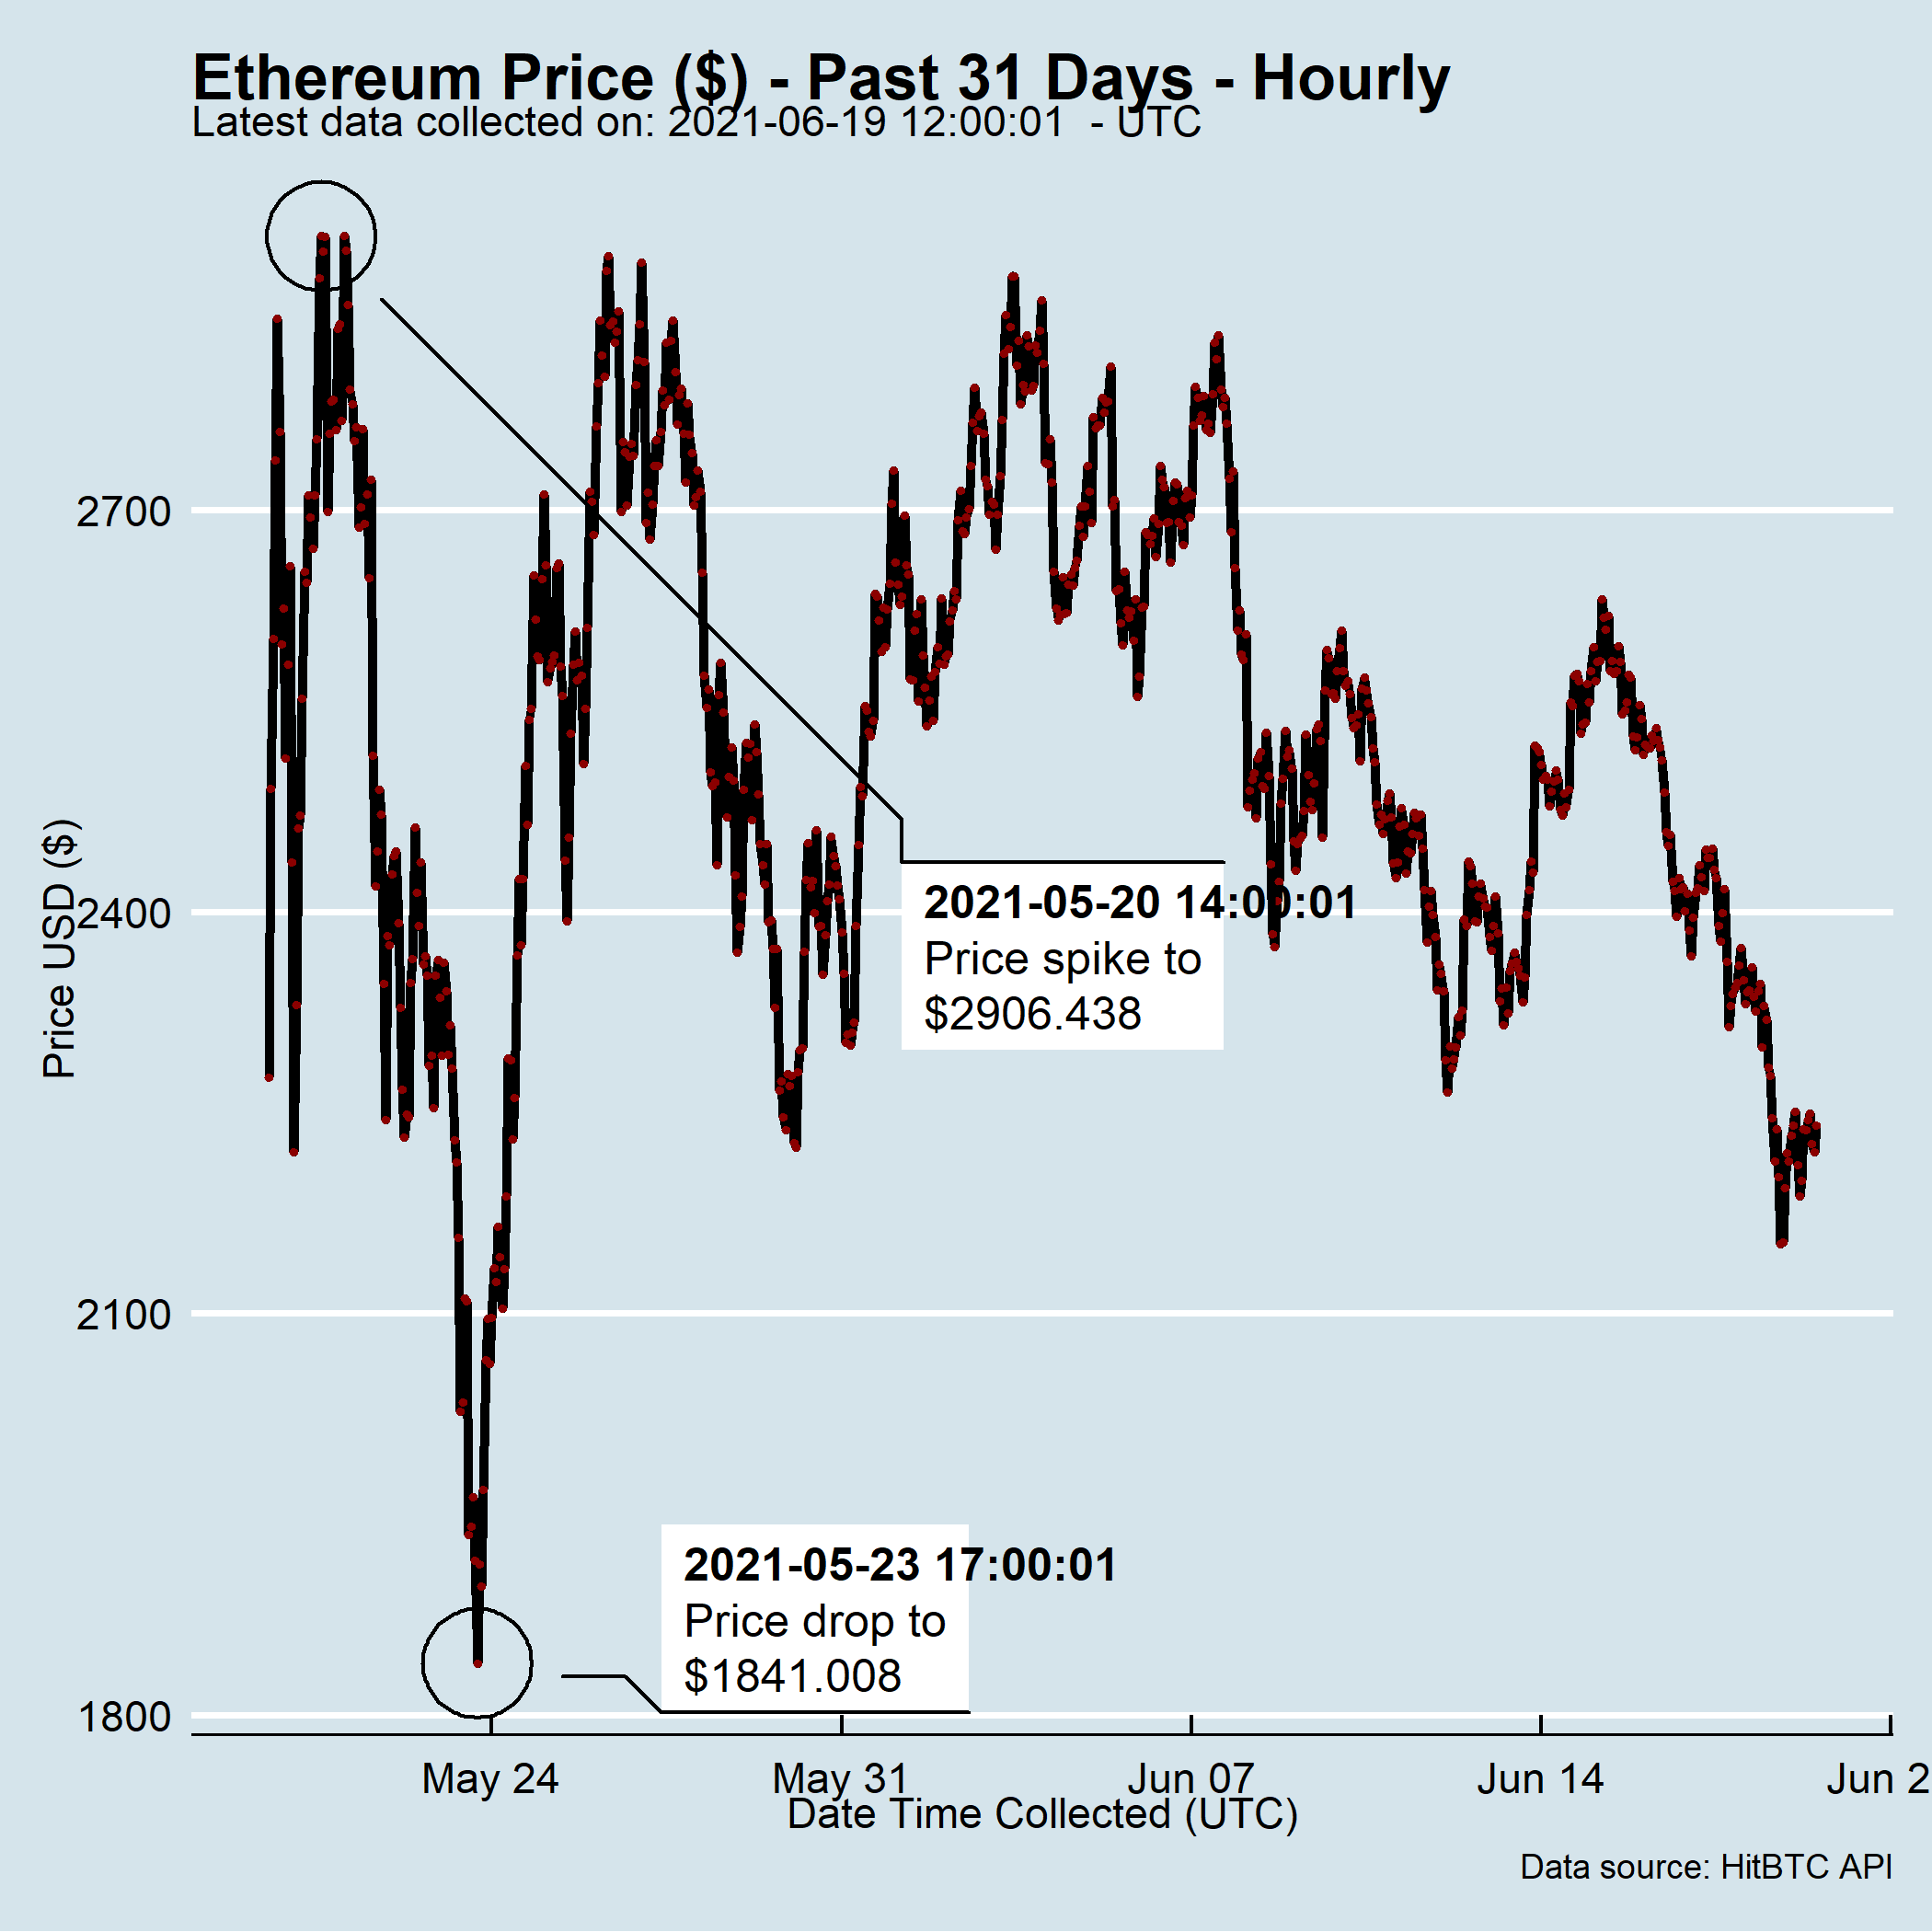 Ethereum Price ($) - Past 31 Days - Hourly
Latest data collected on: 2021-06-19 12:00:01  - UTC
Price USD ($)
2700
2400
2100
1800
2021-05-20 14:00:01
Price spike to
$2906.438
2021-05-23 17:00:01
Price drop to
$1841.008
May 24 May 31 Jun 07 Jun 14 Jun 2
Date Time Collected (UTC)
Data source: HitBTC API